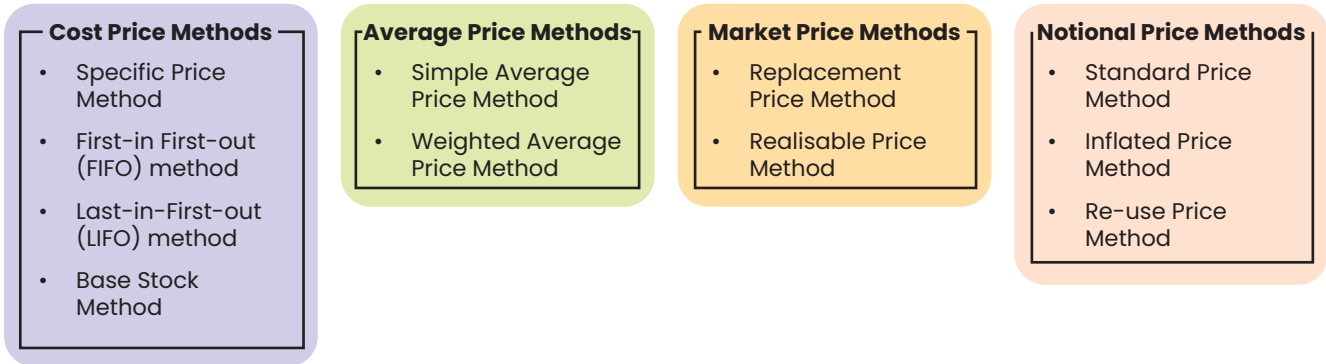 Cost Price Methods
• Specific Price
Method
• First-in First-out
(FIFO) method
• Last-in-First-out
(LIFO) method
• Base Stock
Method
Average Price Methods
• Simple Average
Price Method
• Weighted Average
Price Method
Market Price Methods
• Replacement
Price Method
• Realisable Price
Method
Notional Price Methods
• Standard Price
Method
• Inflated Price
Method
• Re-use Price
Method